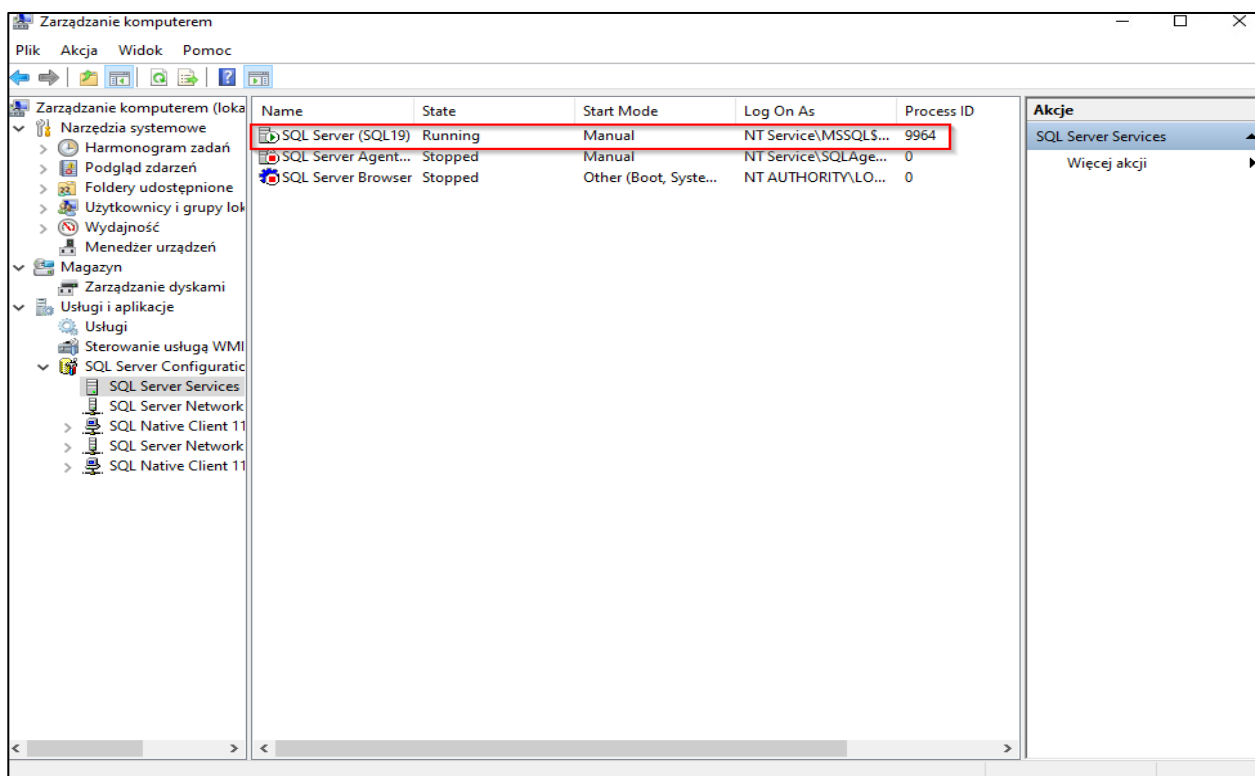 Zarządzanie komputerem
Plik Akcja Widok Pomoc
Zarządzanie komputerem (loka
Narzędzia systemowe
Harmonogram zadań
Podgląd zdarzeń
Foldery udostępnione
Użytkownicy i grupy lok
Wydajność
Menedżer urządzeń
Magazyn
Zarządzanie dyskami
Usługi i aplikacje
Usługi
Sterowanie usługą WMI
SQL Server Configuratic
SQL Server Services
SQL Server Network
SQL Native Client 11
SQL Server Network
SQL Native Client 11
Name State Start Mode Log On As Process ID
SQL Server (SQL19) Running Manual NT Service\MSSQL$... 9964
SQL Server Agent... Stopped Manual NT Service\SQLAge... 0
SQL Server Browser Stopped Other (Boot, Syste... NT AUTHORITY\LO... 0
Akcje
SQL Server Services
Więcej akcji